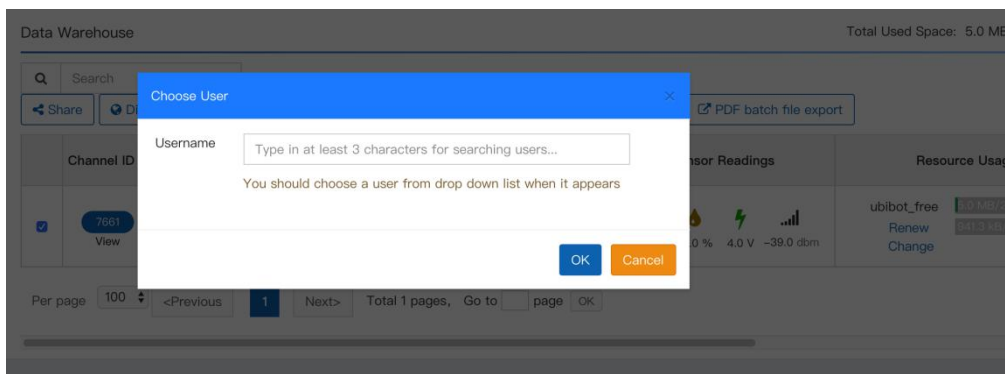 Data Warehouse
Total Used Space: 5.0 MB
Search
Share
Di
PDF batch file export
Choose User
×
Username
Type in at least 3 characters for searching users...
You should choose a user from drop down list when it appears
OK
Cancel
Channel ID
nsor Readings
Resource Usag
7661
View
.0 %
4.0 V
-39.0 dbm
ubibot_free
Renew
Change
Per page
100
<Previous
1
Next>
Total 1 pages,
Go to
page
OK